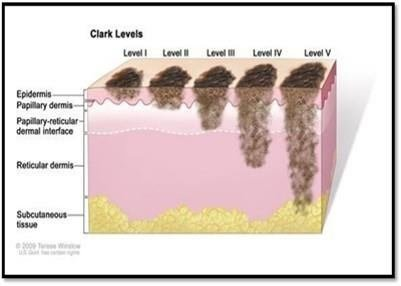 Clark Levels
Level I Level II Level III Level IV Level V
Epidermis
Papillary dermis
Papillary-reticular
dermal interface
Reticular dermis
Subcutaneous
tissue
© 2009 Terese Winslow
U.S. Govt. has certain rights